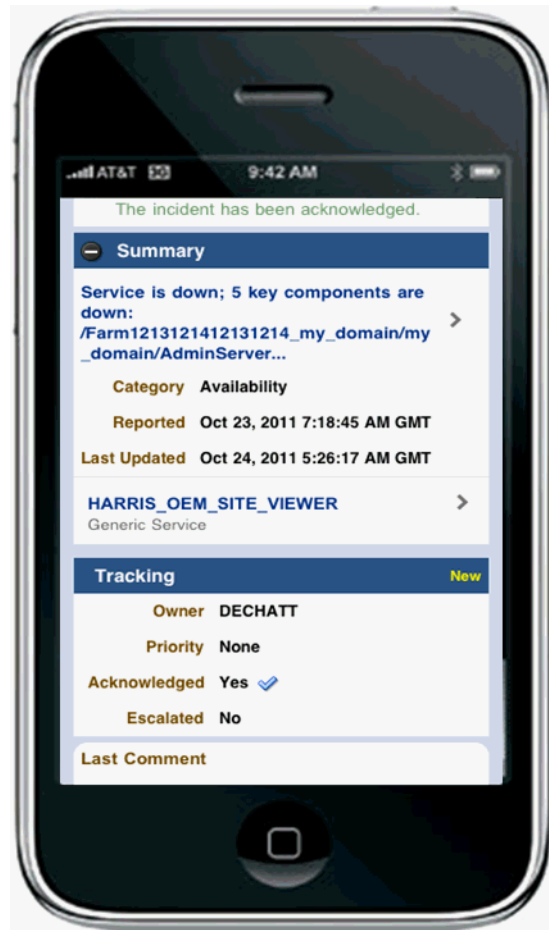 AT&T 3G 9:42 AM
The incident has been acknowledged.
Summary
Service is down; 5 key components are
down:
/Farm1213121412131214_my_domain/my
_domain/AdminServer...
Category Availability
Reported Oct 23, 2011 7:18:45 AM GMT
Last Updated Oct 24, 2011 5:26:17 AM GMT
HARRIS_OEM_SITE_VIEWER
Generic Service
Tracking New
Owner DECHATT
Priority None
Acknowledged Yes
Escalated No
Last Comment